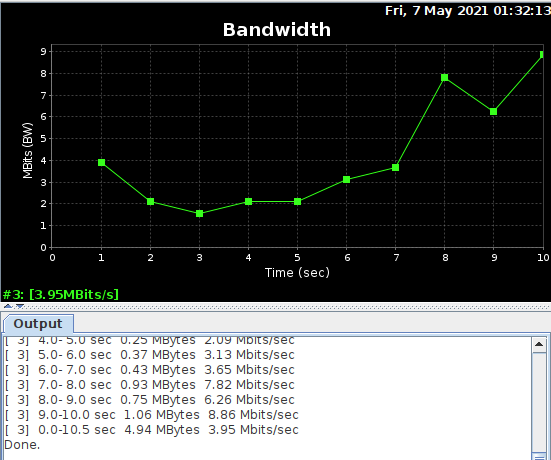 Fri, 7 May 2021 01:32:13
Bandwidth
9
8
7
6
5
4
3
2
1
0
MBits (BW)
0 1 2 3 4 5 6 7 8 9 10
Time (sec)
#3: [3.95MBits/s]
Output
[ 3] 4.0- 5.0 sec 0.25 MBytes 2.09 Mbits/sec
[ 3] 5.0- 6.0 sec 0.37 MBytes 3.13 Mbits/sec
[ 3] 6.0- 7.0 sec 0.43 MBytes 3.65 Mbits/sec
[ 3] 7.0- 8.0 sec 0.93 MBytes 7.82 Mbits/sec
[ 3] 8.0- 9.0 sec 0.75 MBytes 6.26 Mbits/sec
[ 3] 9.0-10.0 sec 1.06 MBytes 8.86 Mbits/sec
[ 3] 0.0-10.5 sec 4.94 MBytes 3.95 Mbits/sec
Done.